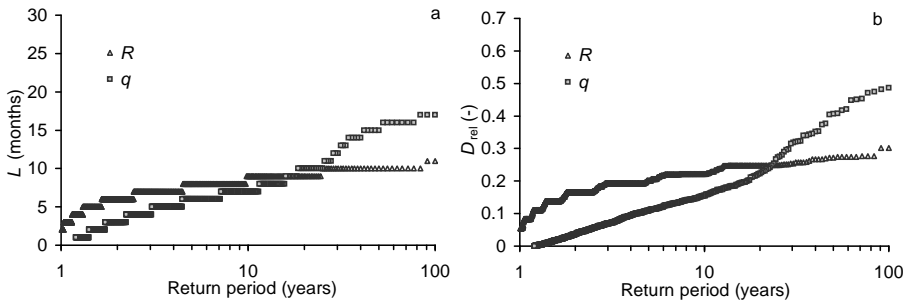 a
30
25
20
15
10
5
0
L (months)
R
q
1
10
100
Return period (years)
b
0.7
0.6
0.5
0.4
0.3
0.2
0.1
0
D_rel (-)
R
q
1
10
100
Return period (years)